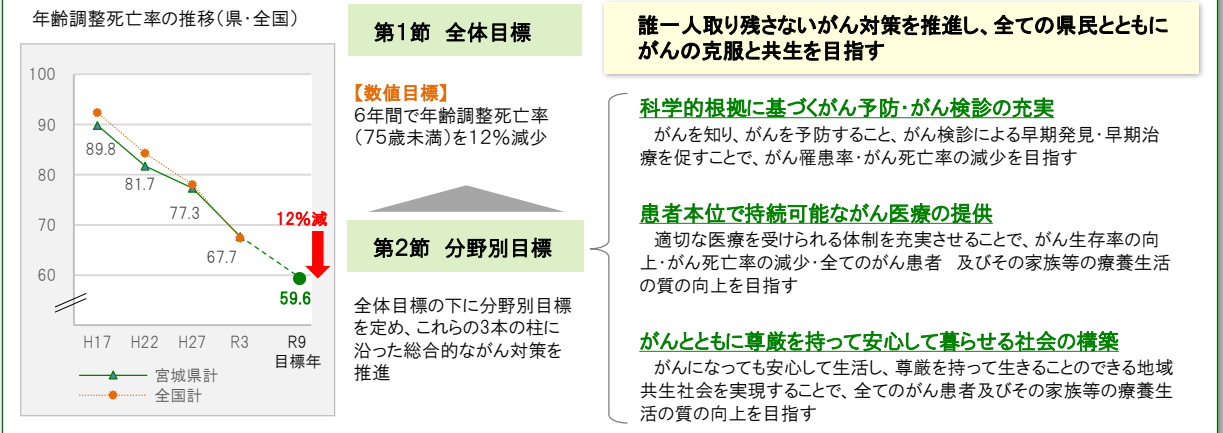 年齢調整死亡率の推移（県・全国）
100
90
80
70
60
89.8
81.7
77.3
67.7
12%減
59.6
H17
H22
H27
R3
R9
目標年
宮城県計
全国計
第1節 全体目標
【数値目標】
6年間で年齢調整死亡率
（75歳未満）を12%減少
第2節 分野別目標
全体目標の下に分野別目標
を定め、これらの3本の柱に
沿った総合的ながん対策を
推進
誰一人取り残さないがん対策を推進し、全ての県民とともに
がんの克服と共生を目指す
科学的根拠に基づくがん予防・がん検診の充実
がんを知り、がんを予防すること、がん検診による早期発見・早期治
療を促すことで、がん罹患率・がん死亡率の減少を目指す
患者本位で持続可能ながん医療の提供
適切な医療を受けられる体制を充実させることで、がん生存率の向
上・がん死亡率の減少・全てのがん患者 及びその家族等の療養生活
の質の向上を目指す
がんとともに尊厳を持って安心して暮らせる社会の構築
がんになっても安心して生活し、尊厳を持って生きることのできる地域
共生社会を実現することで、全てのがん患者及びその家族等の療養生
活の質の向上を目指す